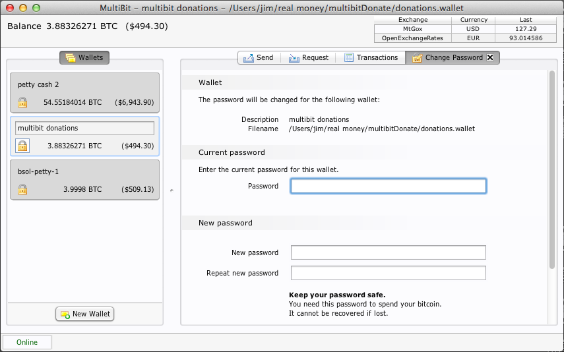 MultiBit – multibit donations – /Users/jim/real money/multibitDonate/donations.wallet
Balance 3.88326271 BTC ($494.30)
Exchange Currency Last
MtGox USD 127.29
OpenExchangeRates EUR 93.014586
Wallets
Send Request Transactions Change Password
petty cash 2
54.55184014 BTC ($6,943.90)
multibit donations
3.88326271 BTC ($494.30)
bsol-petty-1
3.9998 BTC ($509.13)
New Wallet
Wallet
The password will be changed for the following wallet:
Description multibit donations
Filename /Users/jim/real money/multibitDonate/donations.wallet
Current password
Enter the current password for this wallet.
Password
New password
New password
Repeat new password
Keep your password safe.
You need this password to spend your bitcoin.
It cannot be recovered if lost.
Online